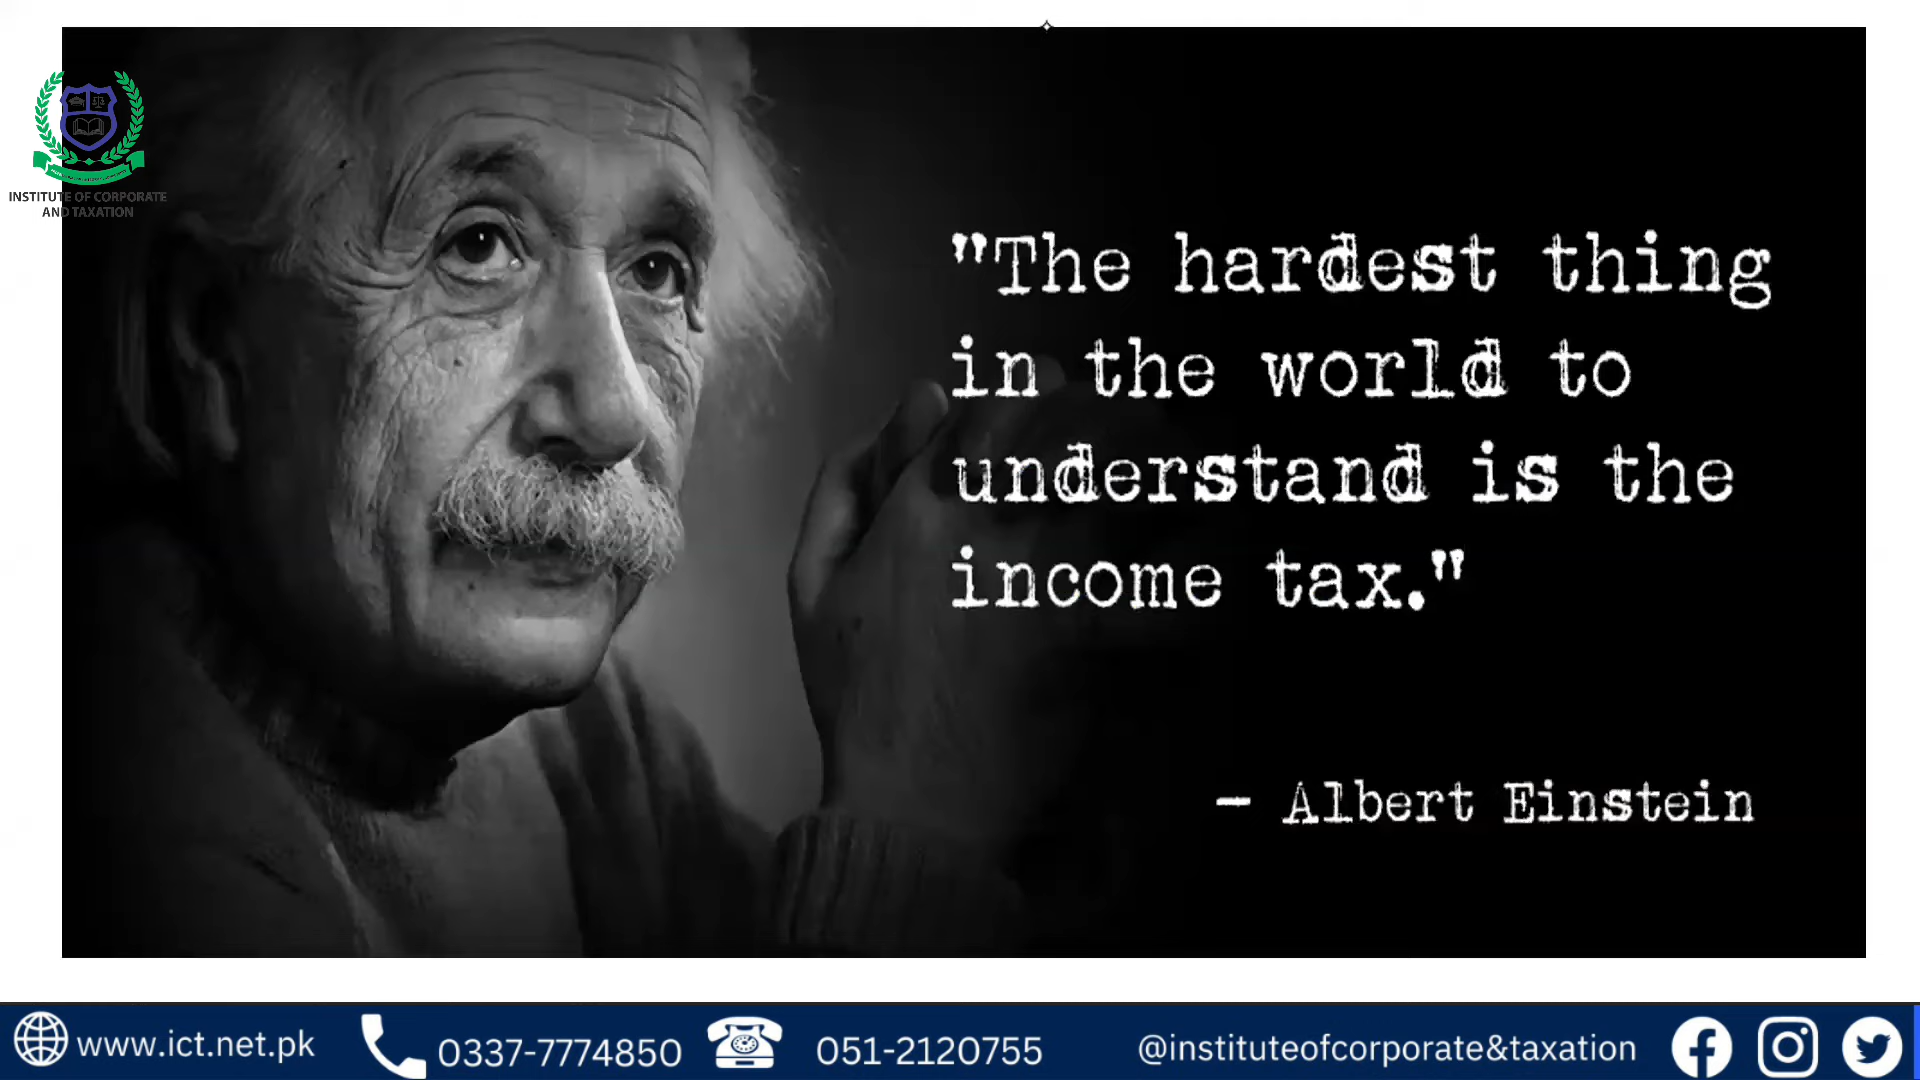 INSTITUTE OF CORPORATE
AND TAXATION
"The hardest thing
in the world to
understand is the
income tax."
– Albert Einstein
www.ict.net.pk
0337-7774850
051-2120755
@instituteofcorporate&taxation